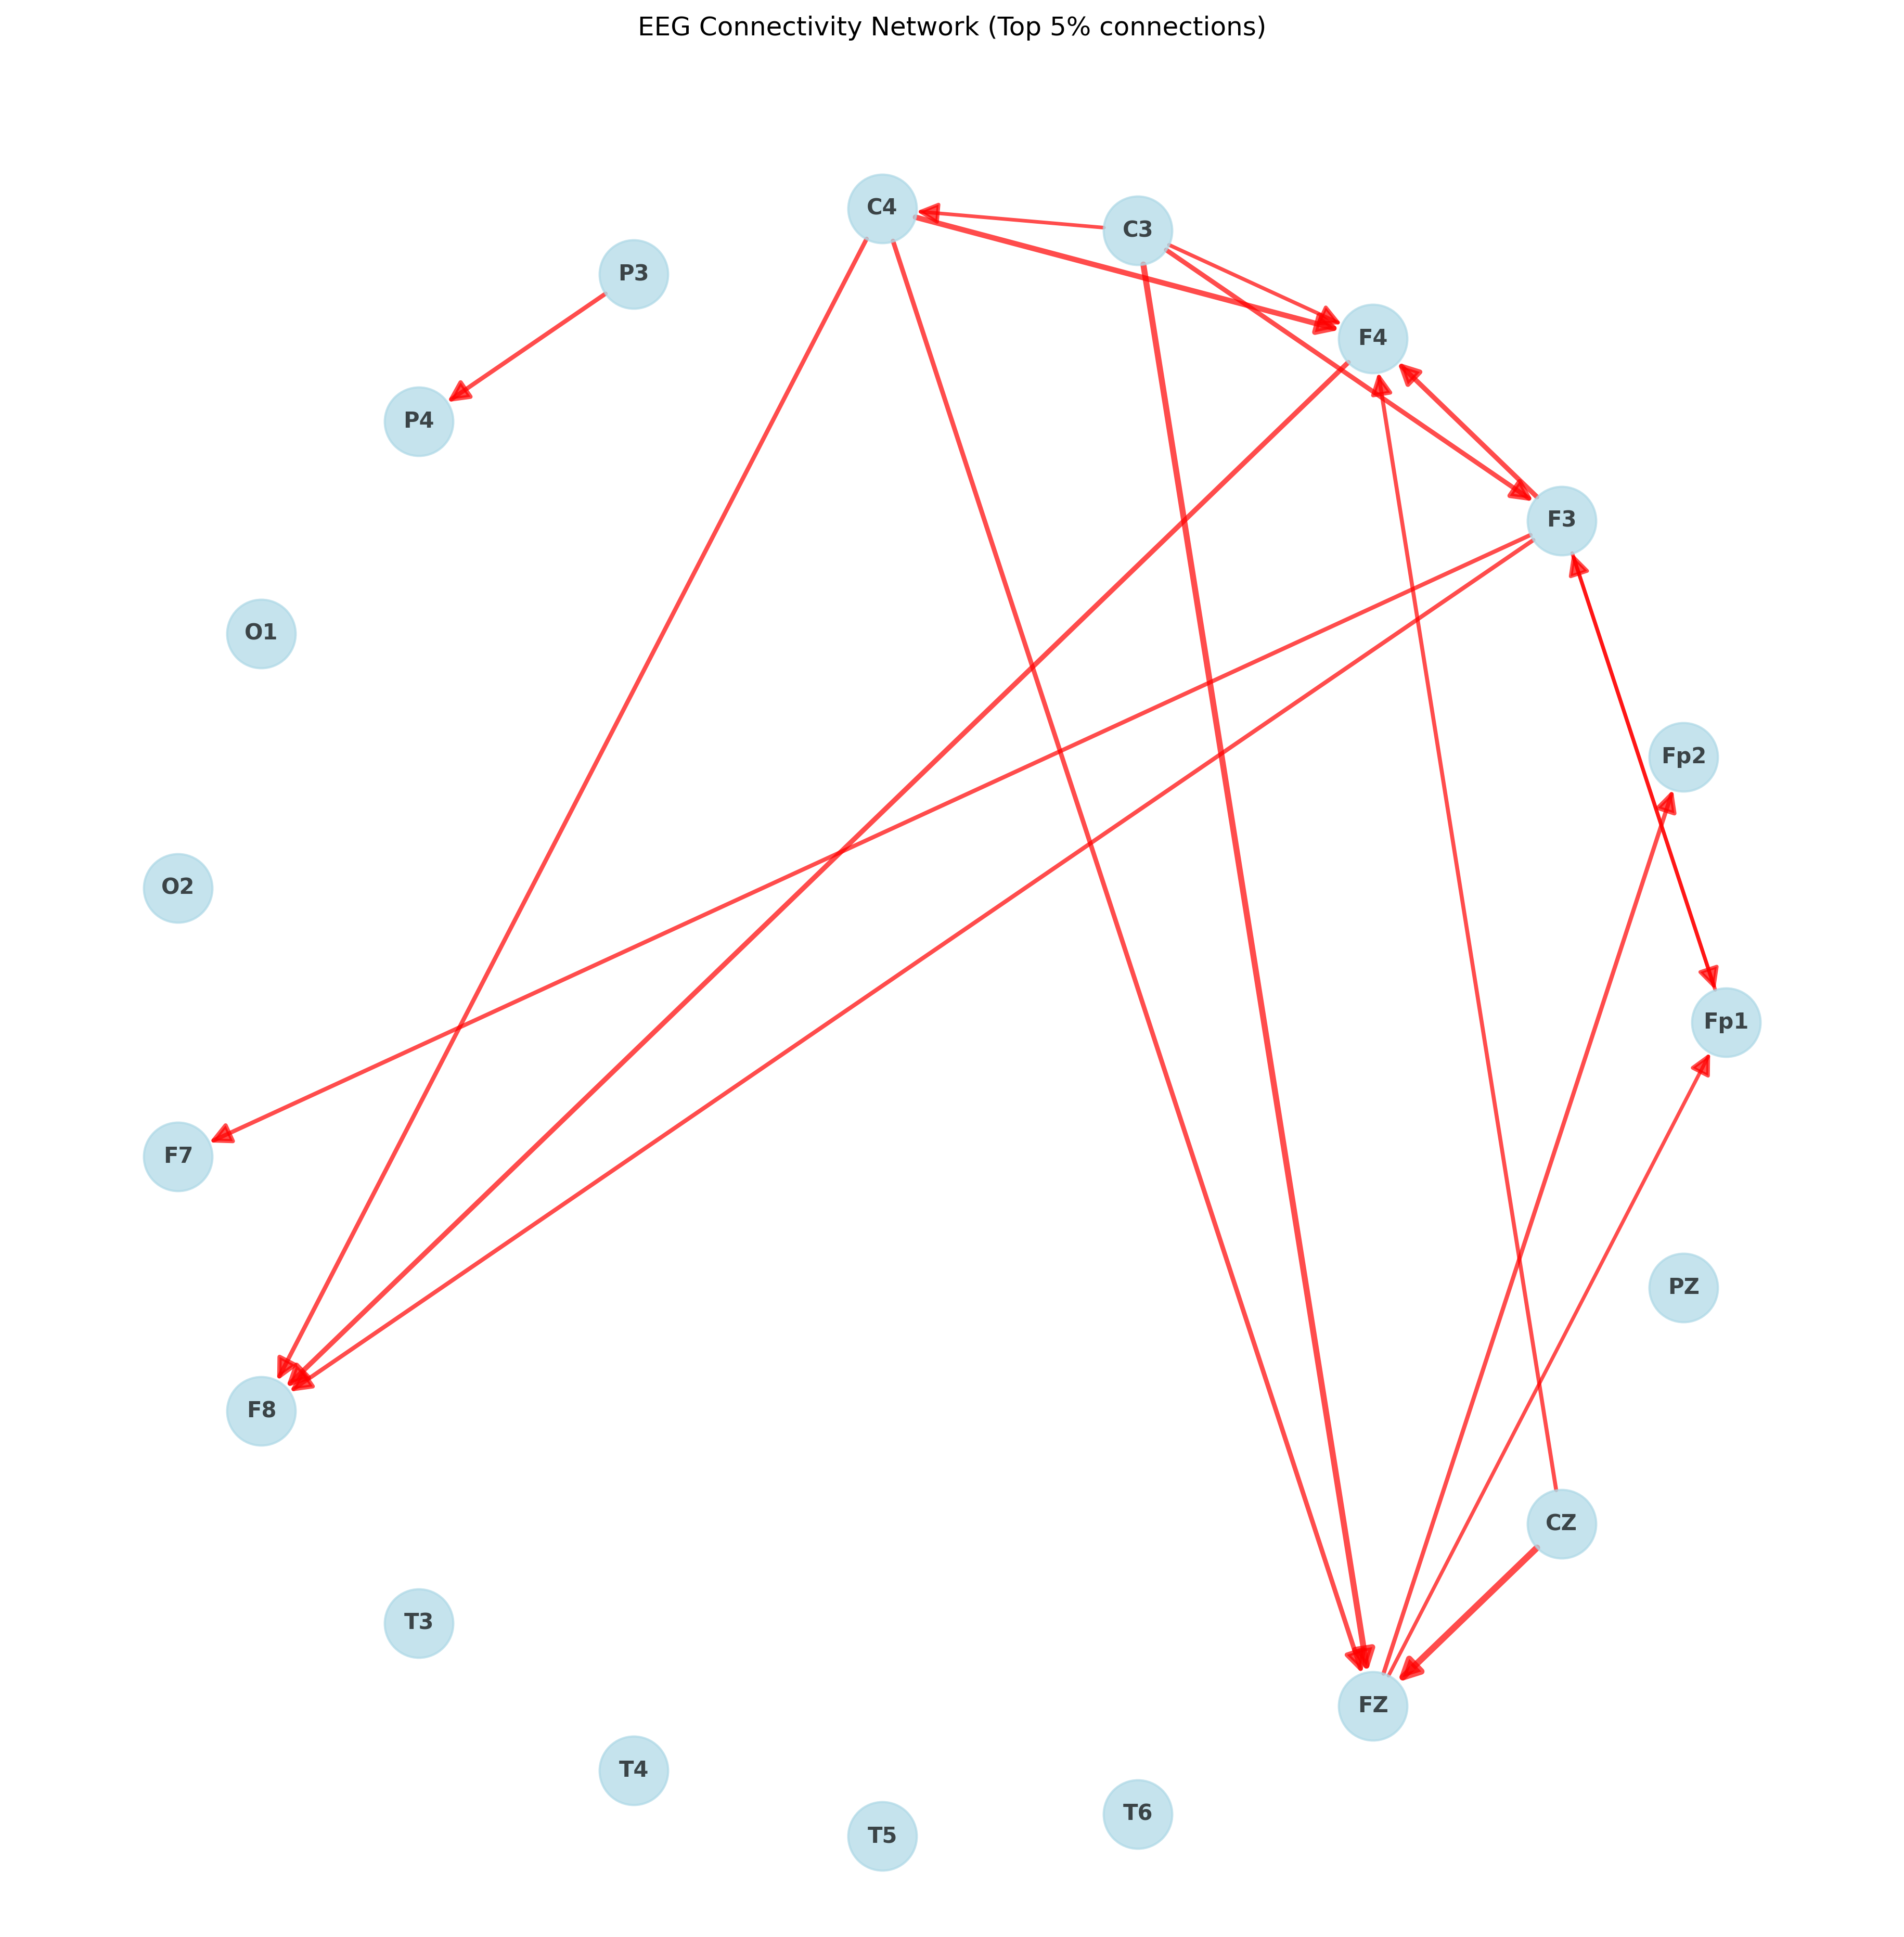 EEG Connectivity Network (Top 5% connections)
C4
C3
P3
F4
P4
F3
O1
Fp2
O2
Fp1
F7
PZ
F8
CZ
T3
FZ
T4
T6
T5